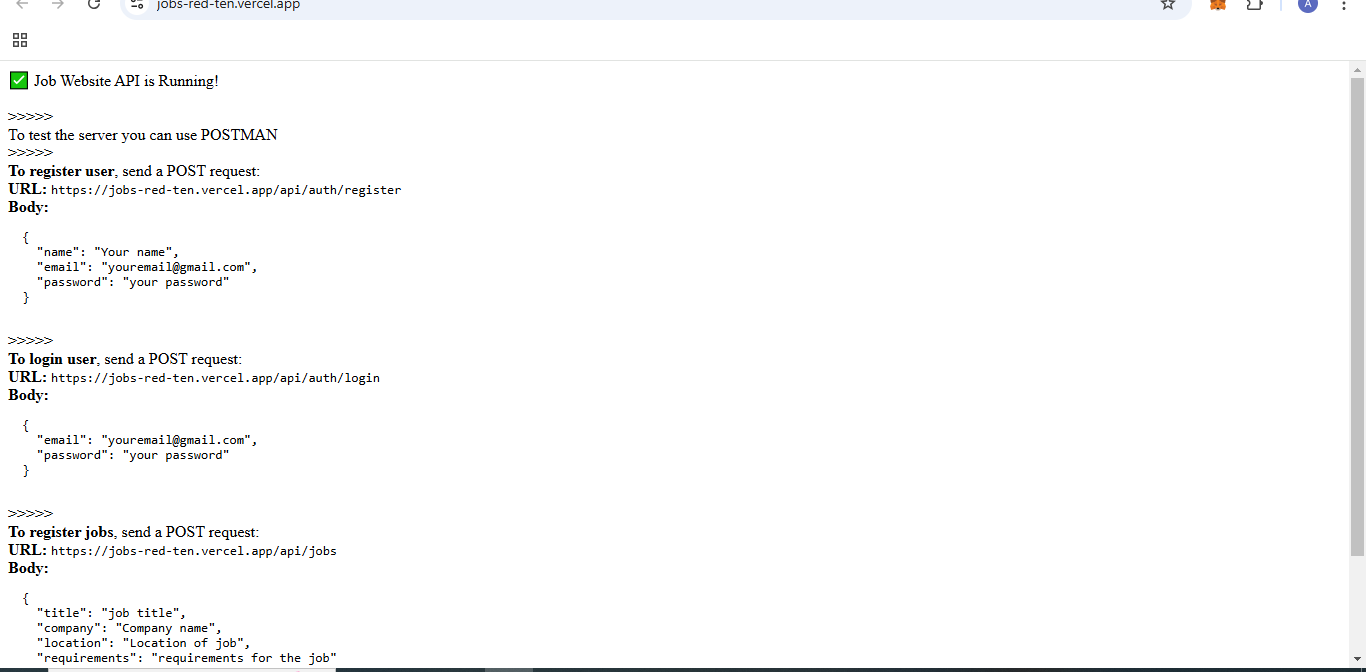 jobs-red-ten.vercel.app
A
✅ Job Website API is Running!
>>>>>
To test the server you can use POSTMAN
>>>>>
To register user, send a POST request:
URL: https://jobs-red-ten.vercel.app/api/auth/register
Body:
{
"name": "Your name",
"email": "youremail@gmail.com",
"password": "your password"
}
>>>>>
To login user, send a POST request:
URL: https://jobs-red-ten.vercel.app/api/auth/login
Body:
{
"email": "youremail@gmail.com",
"password": "your password"
}
>>>>>
To register jobs, send a POST request:
URL: https://jobs-red-ten.vercel.app/api/jobs
Body:
{
"title": "job title",
"company": "Company name",
"location": "Location of job",
"requirements": "requirements for the job"